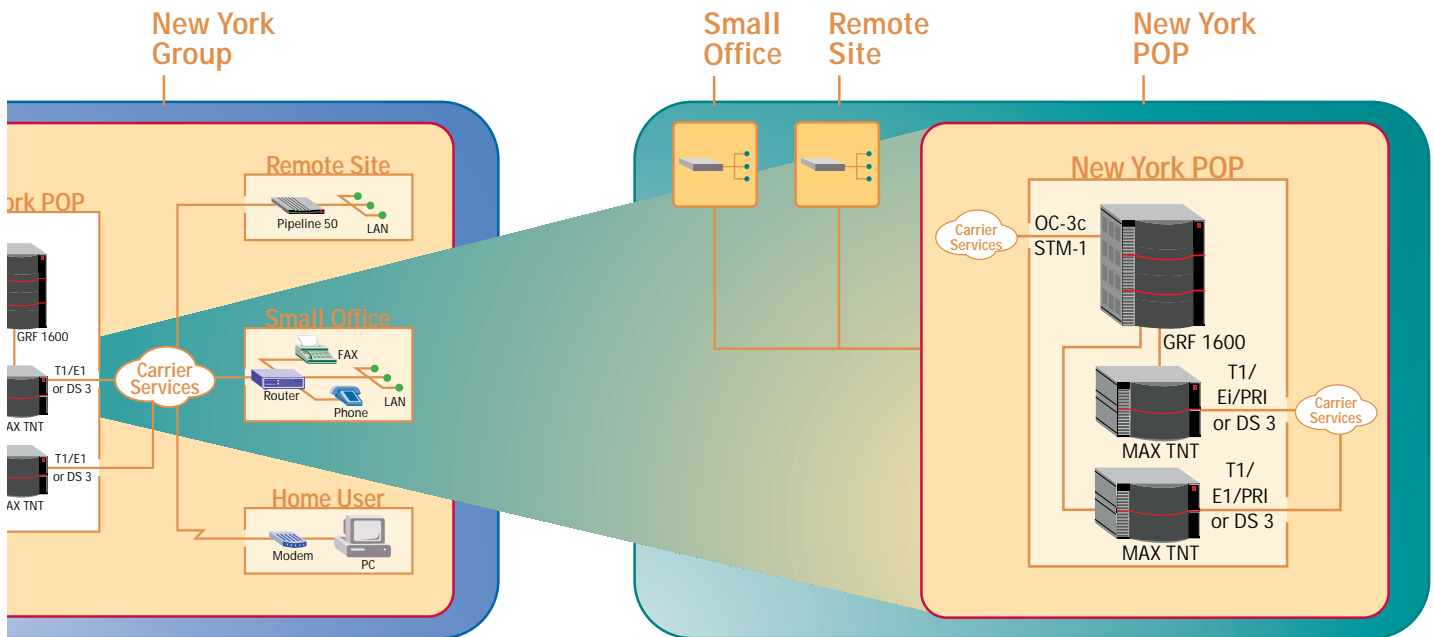 New York
Group
Small
Office
Remote
Site
New York
POP
Remote Site
Pipeline 50
LAN
ork POP
GRF 1600
Small Office
FAX
Router
Phone
LAN
T1/E1
or DS 3
Carrier
Services
AX TNT
T1/E1
or DS 3
AX TNT
Home User
Modem
PC
New York POP
Carrier
Services
OC-3c
STM-1
GRF 1600
T1/
Ei/PRI
or DS 3
Carrier
Services
MAX TNT
T1/
E1/PRI
or DS 3
MAX TNT